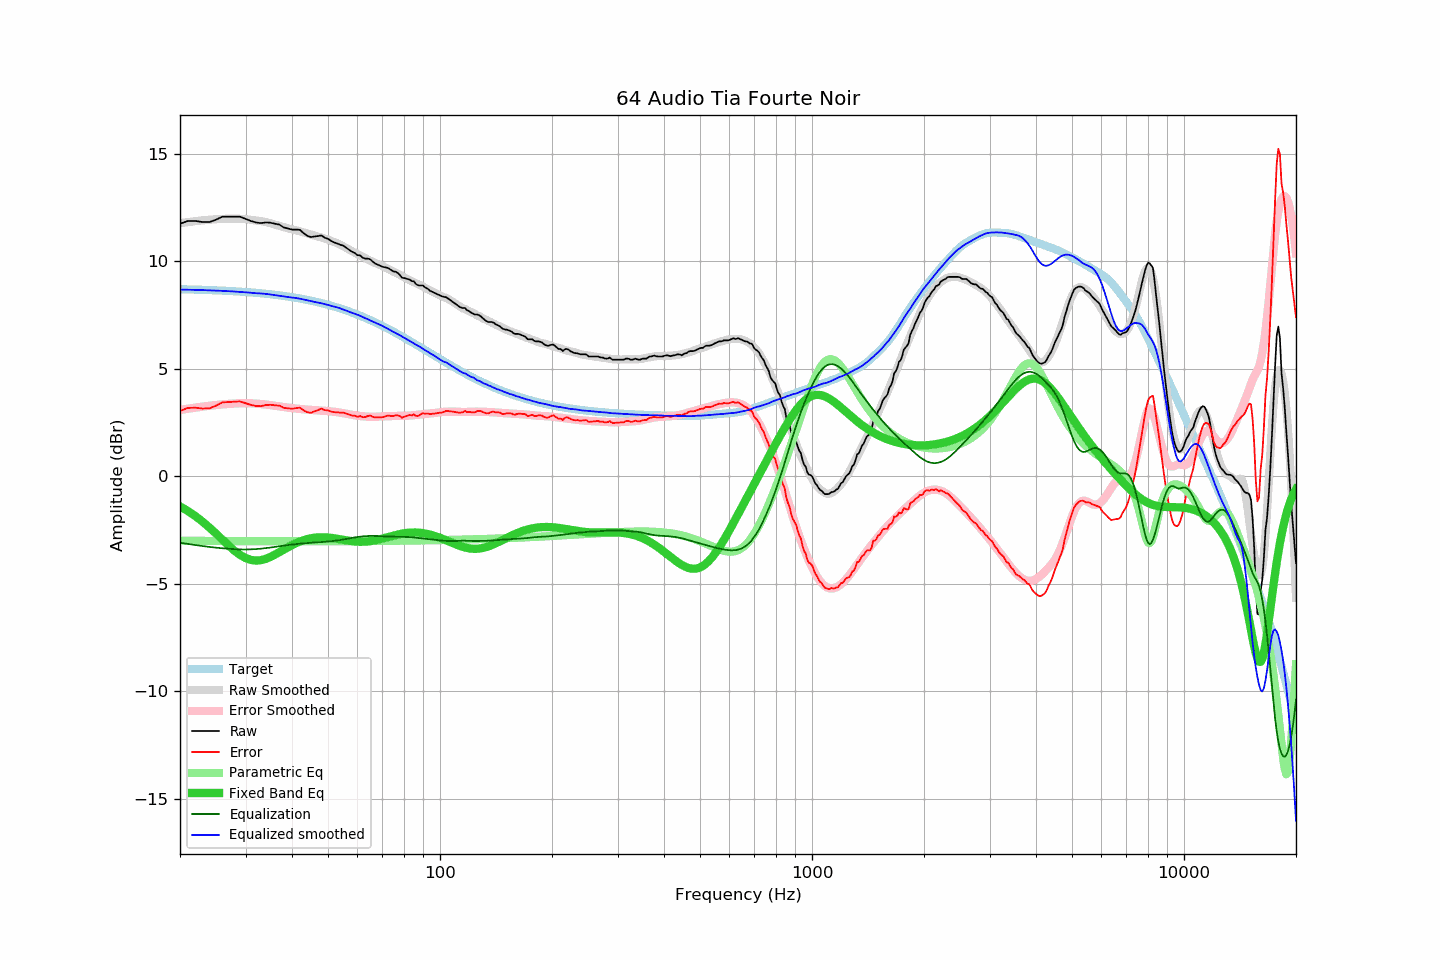 64 Audio Tia Fourte Noir
15
10
5
0
−5
−10
−15
Amplitude (dBr)
Target
Raw Smoothed
Error Smoothed
Raw
Error
Parametric Eq
Fixed Band Eq
Equalization
Equalized smoothed
100
1000
10000
Frequency (Hz)